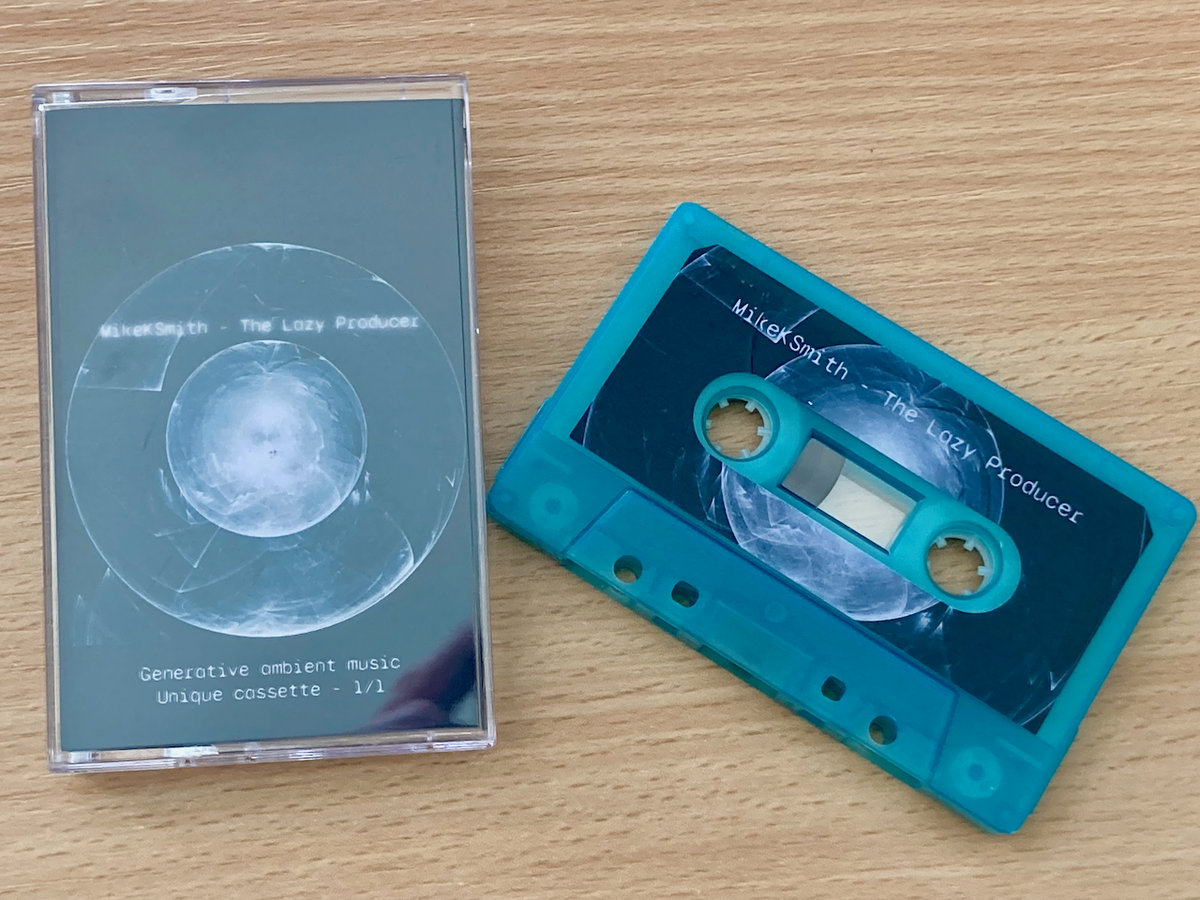 MikeKSmith - The Lazy Producer
Generative ambient music
Unique cassette - 1/1
MikeKSmith - The Lazy Producer